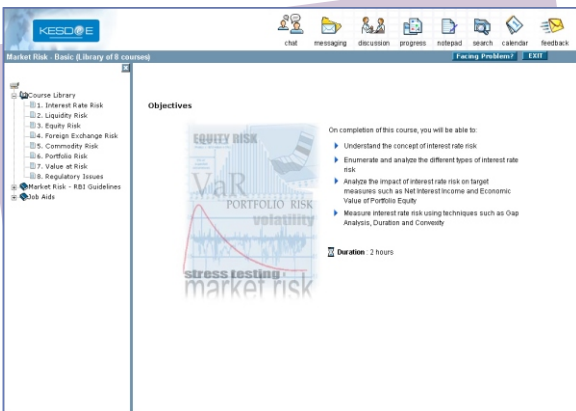 KESDEE
chat messaging discussion progress notepad search calendar feedback
Market Risk - Basic (Library of 8 courses)
Facing Problem? EXIT
Course Library
1. Interest Rate Risk
2. Liquidity Risk
3. Equity Risk
4. Foreign Exchange Risk
5. Commodity Risk
6. Portfolio Risk
7. Value at Risk
8. Regulatory Issues
Market Risk - RBI Guidelines
Job Aids
Objectives
EQUITY RISK
VaR
PORTFOLIO RISK
volatility
stress testing
market risk
On completion of this course, you will be able to:
Understand the concept of interest rate risk
Enumerate and analyze the different types of interest rate
risk
Analyze the impact of interest rate risk on target
measures such as Net Interest Income and Economic
Value of Portfolio Equity
Measure interest rate risk using techniques such as Gap
Analysis, Duration and Convexity
Duration : 2 hours